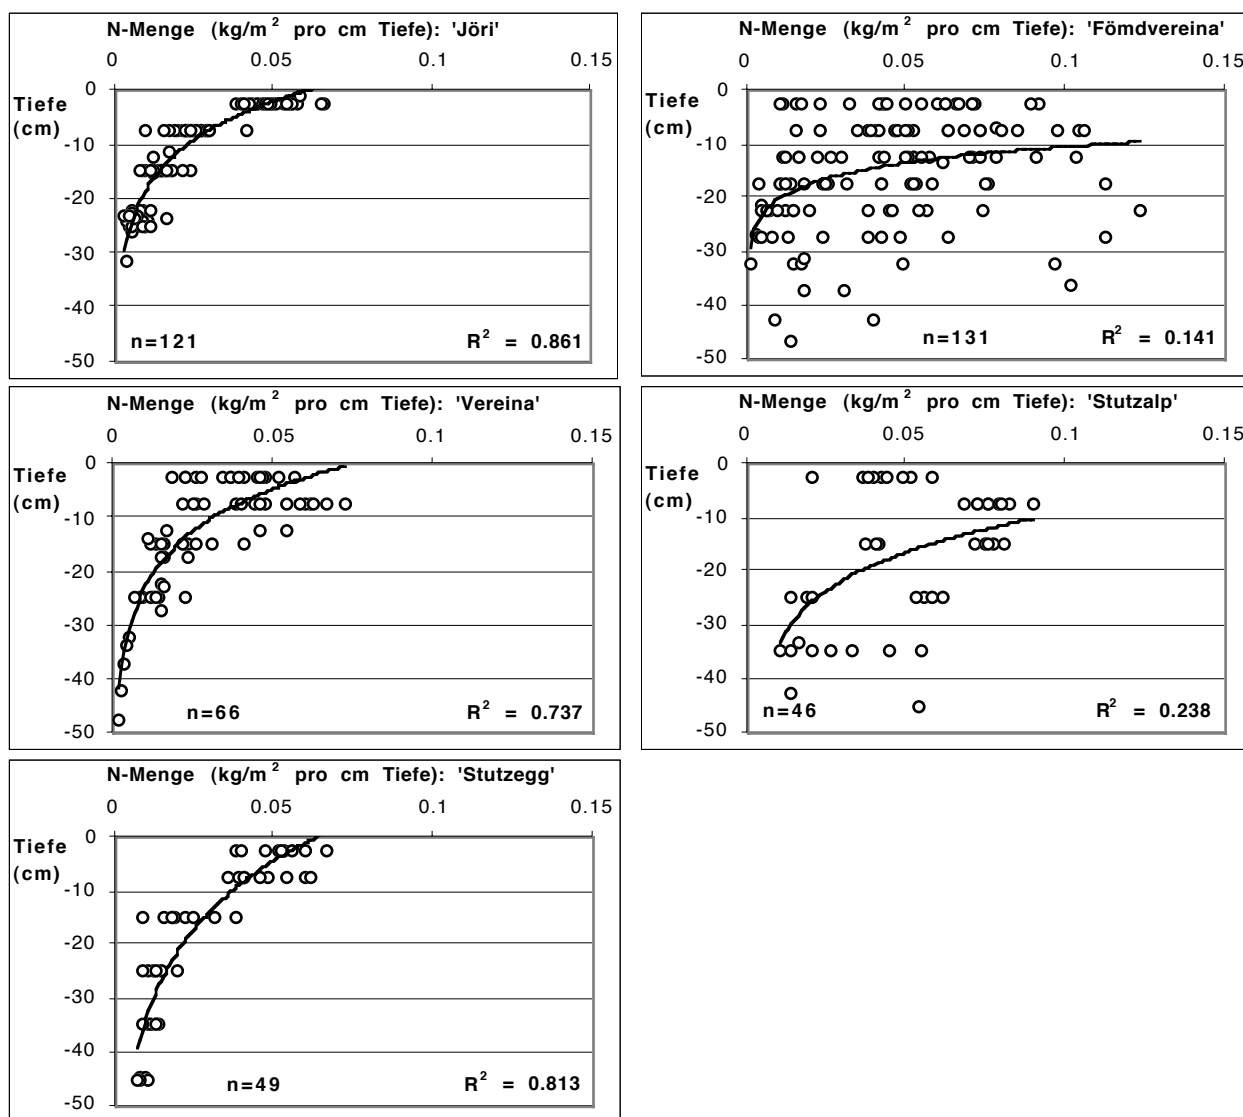 N-Menge (kg/m² pro cm Tiefe): 'Jöri'
0 0.05 0.1 0.15
Tiefe
(cm)
0
-10
-20
-30
-40
-50
n=121 R² = 0.861
N-Menge (kg/m² pro cm Tiefe): 'Fömdvereina'
0 0.05 0.1 0.15
Tiefe
(cm)
0
-10
-20
-30
-40
-50
n=131 R² = 0.141
N-Menge (kg/m² pro cm Tiefe): 'Vereina'
0 0.05 0.1 0.15
Tiefe
(cm)
0
-10
-20
-30
-40
-50
n=66 R² = 0.737
N-Menge (kg/m² pro cm Tiefe): 'Stutzalp'
0 0.05 0.1 0.15
Tiefe
(cm)
0
-10
-20
-30
-40
-50
n=46 R² = 0.238
N-Menge (kg/m² pro cm Tiefe): 'Stutzegg'
0 0.05 0.1 0.15
Tiefe
(cm)
0
-10
-20
-30
-40
-50
n=49 R² = 0.813